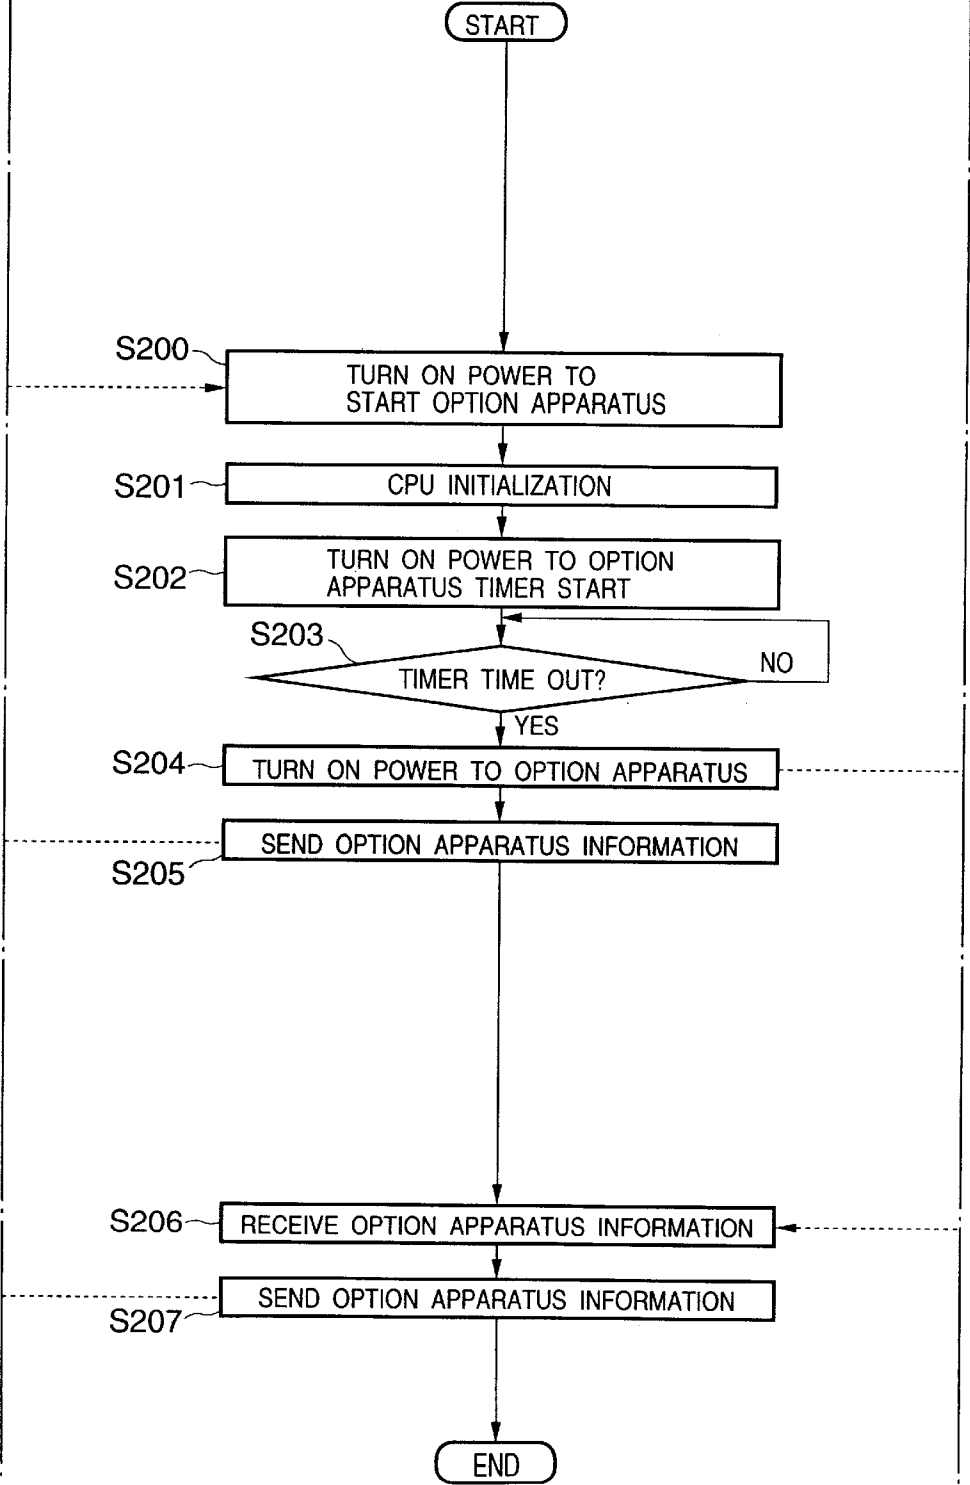 START
S200
TURN ON POWER TO
START OPTION APPARATUS
S201
CPU INITIALIZATION
S202
TURN ON POWER TO OPTION
APPARATUS TIMER START
S203
TIMER TIME OUT?
NO
YES
S204
TURN ON POWER TO OPTION APPARATUS
SEND OPTION APPARATUS INFORMATION
S205
S206
RECEIVE OPTION APPARATUS INFORMATION
SEND OPTION APPARATUS INFORMATION
S207
END